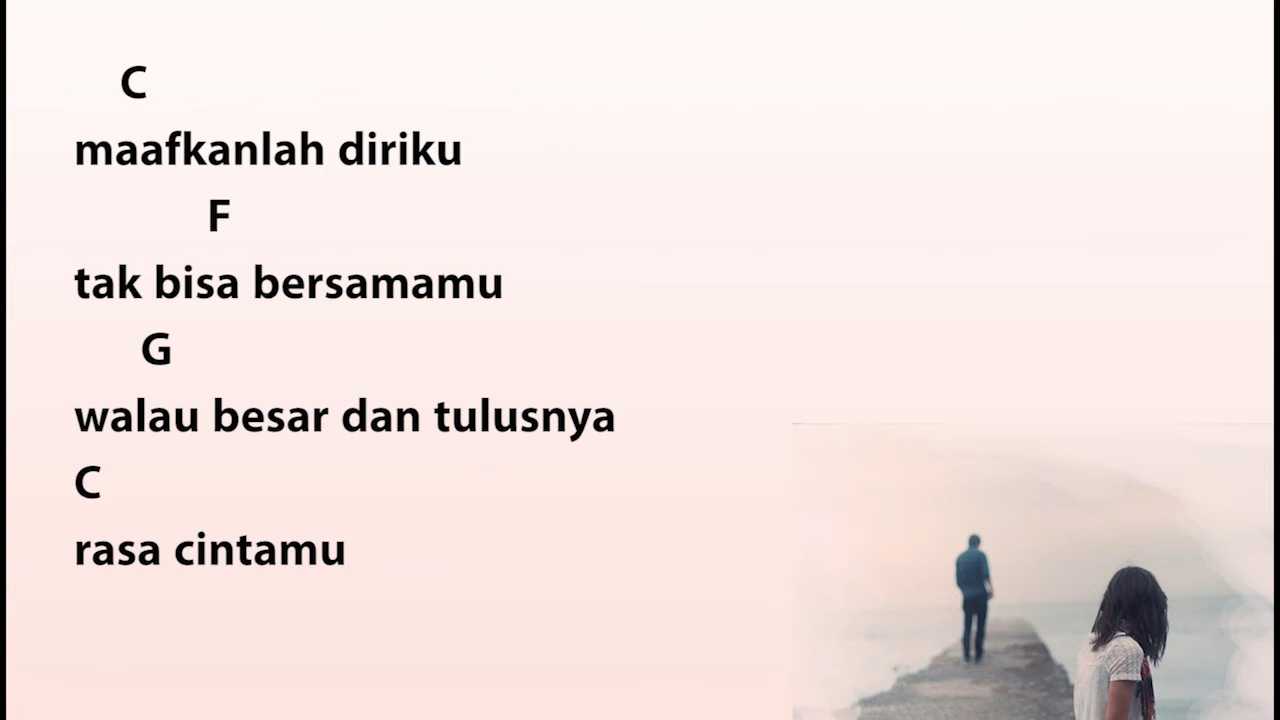 C
maafkanlah diriku
F
tak bisa bersamamu
G
walau besar dan tulusnya
C
rasa cintamu